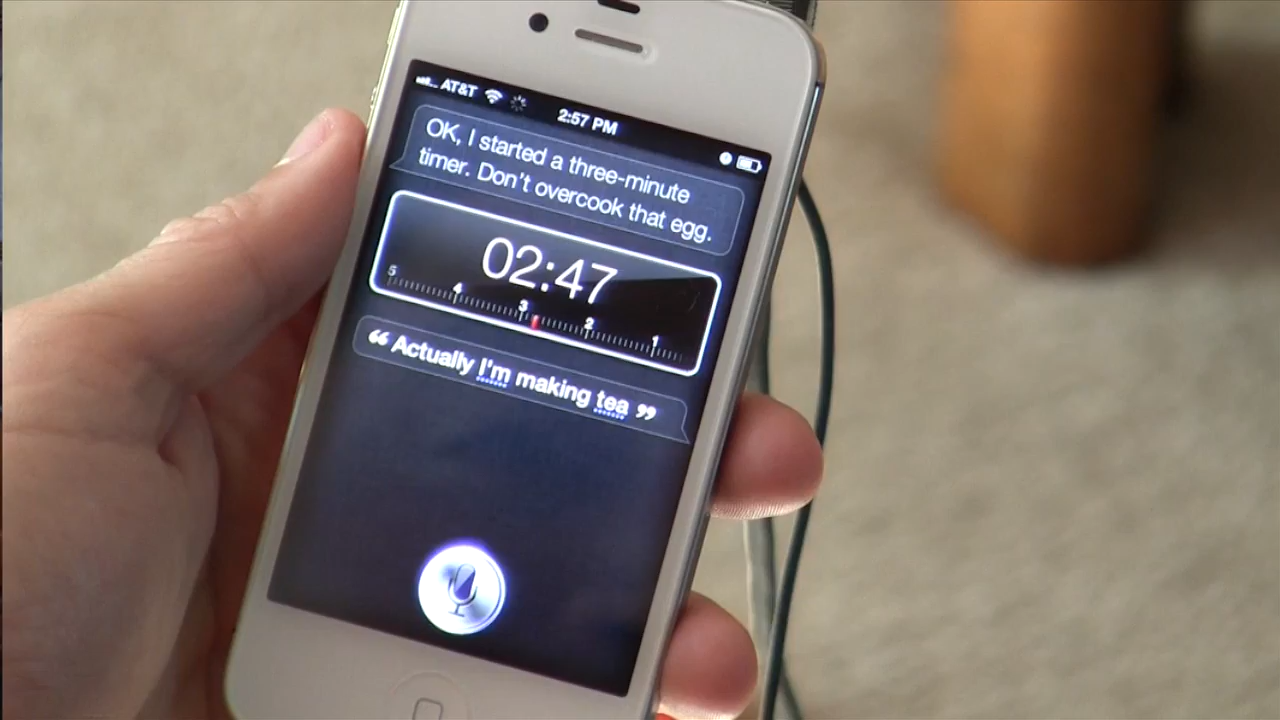 AT&T
2:57 PM
OK, I started a three-minute
timer. Don't overcook that egg.
02:47
5 4 3 2 1
“ Actually I'm making tea ”